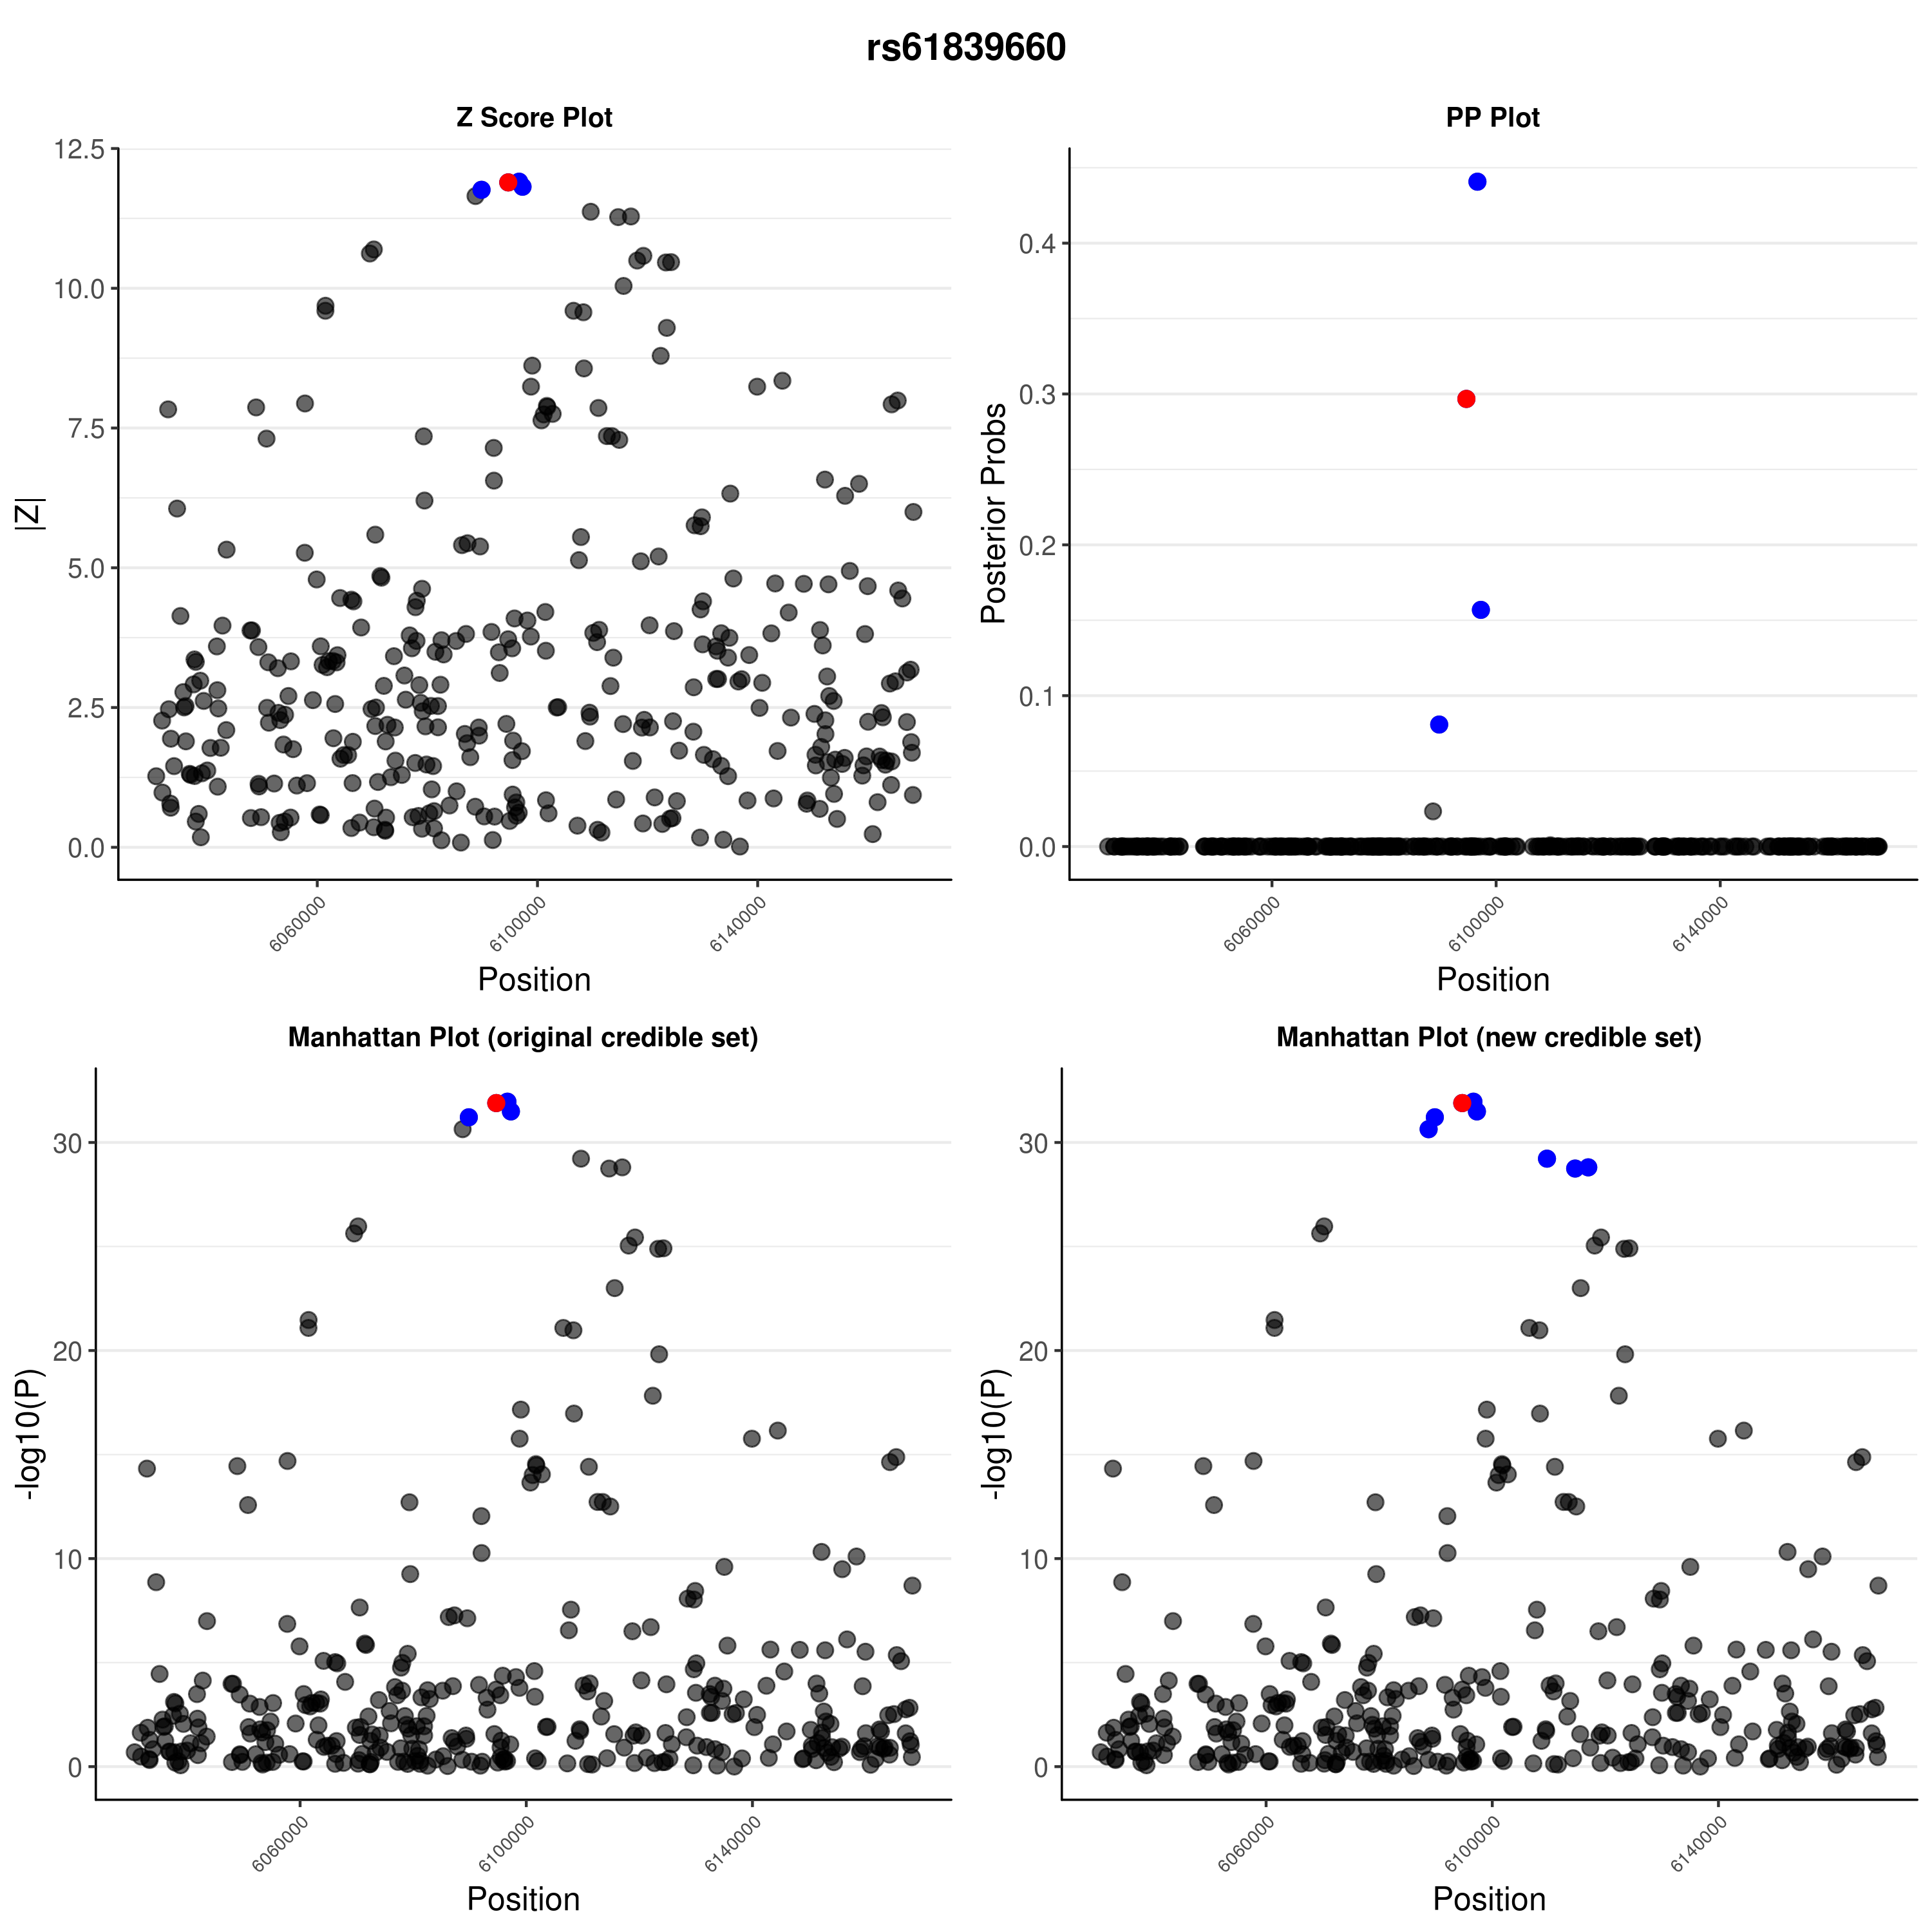 rs61839660
Z Score Plot
12.5
10.0
7.5
5.0
2.5
0.0
|Z|
6060000
6100000
6140000
Position
PP Plot
0.4
0.3
0.2
0.1
0.0
Posterior Probs
6060000
6100000
6140000
Position
Manhattan Plot (original credible set)
30
20
10
0
-log10(P)
6060000
6100000
6140000
Position
Manhattan Plot (new credible set)
30
20
10
0
-log10(P)
6060000
6100000
6140000
Position